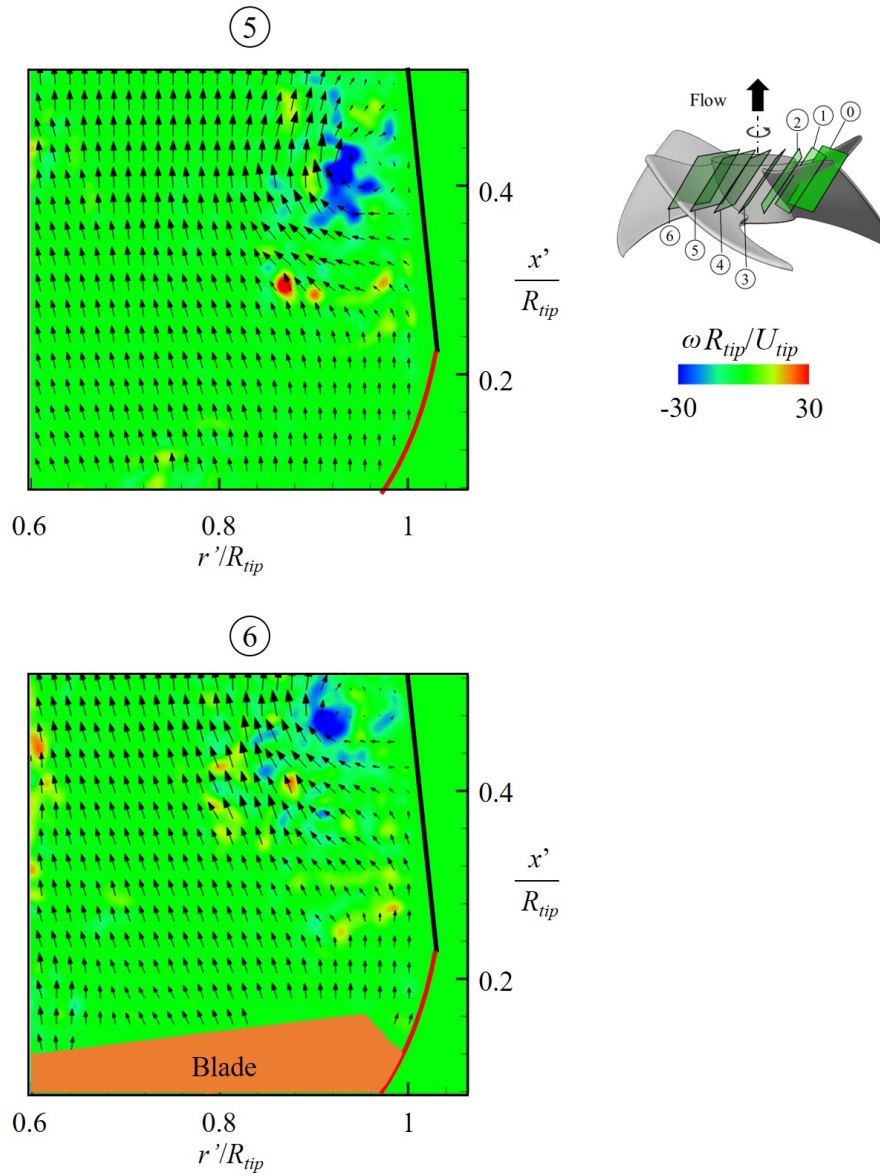 ⑤
0.4
x’
R_tip
0.2
0.6
0.8
1
r’/R_tip
Flow
⓪
①
②
⑥
⑤
④
③
ω R_tip/U_tip
-30
30
⑥
0.4
x’
R_tip
0.2
Blade
0.6
0.8
1
r’/R_tip